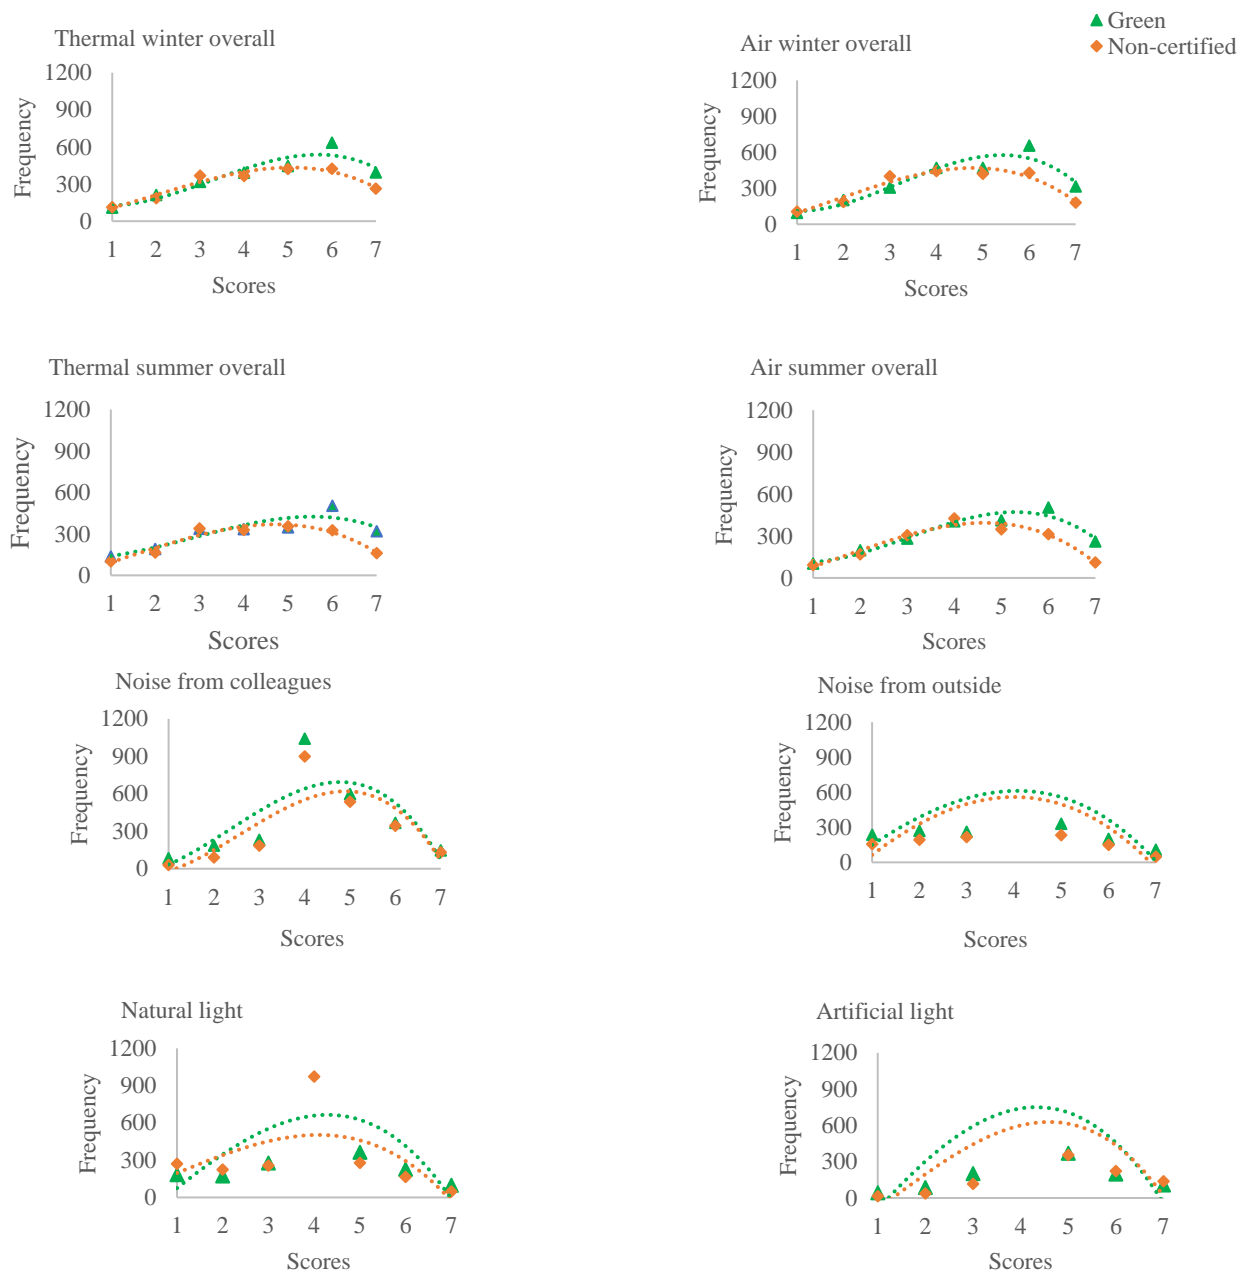 Green
Non-certified
Thermal winter overall
1200
900
600
300
0
Frequency
1 2 3 4 5 6 7
Scores
Air winter overall
1200
900
600
300
0
Frequency
1 2 3 4 5 6 7
Scores
Thermal summer overall
1200
900
600
300
0
Frequency
1 2 3 4 5 6 7
Scores
Air summer overall
1200
900
600
300
0
Frequency
1 2 3 4 5 6 7
Scores
Noise from colleagues
1200
900
600
300
0
Frequency
1 2 3 4 5 6 7
Scores
Noise from outside
1200
900
600
300
0
Frequency
1 2 3 4 5 6 7
Scores
Natural light
1200
900
600
300
0
Frequency
1 2 3 4 5 6 7
Scores
Artificial light
1200
900
600
300
0
Frequency
1 2 3 4 5 6 7
Scores